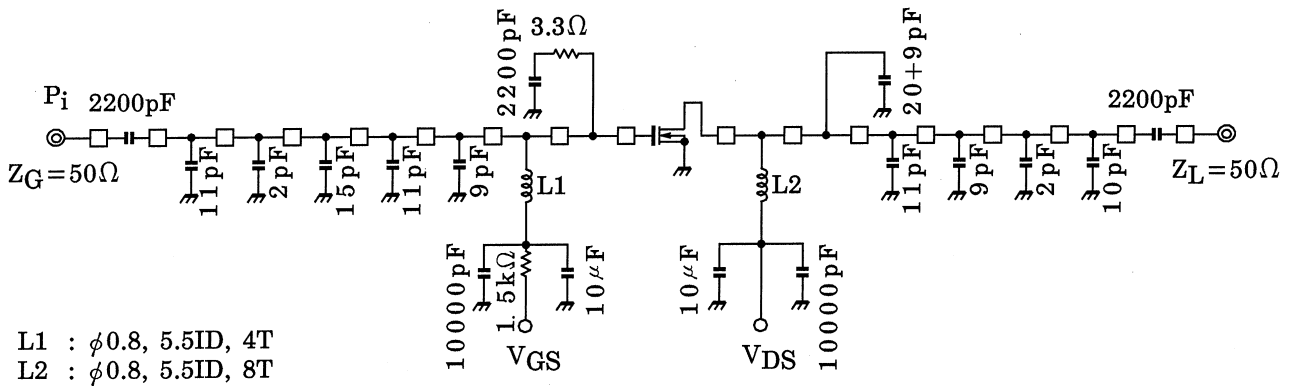 3.3Ω
2200pF
20+9pF
Pi
2200pF
2200pF
ZG=50Ω
11pF
2pF
15pF
11pF
9pF
L1
L2
11pF
9pF
2pF
10pF
ZL=50Ω
10000pF
1.5kΩ
10μF
10μF
10000pF
VGS
VDS
L1 : φ0.8, 5.5ID, 4T
L2 : φ0.8, 5.5ID, 8T